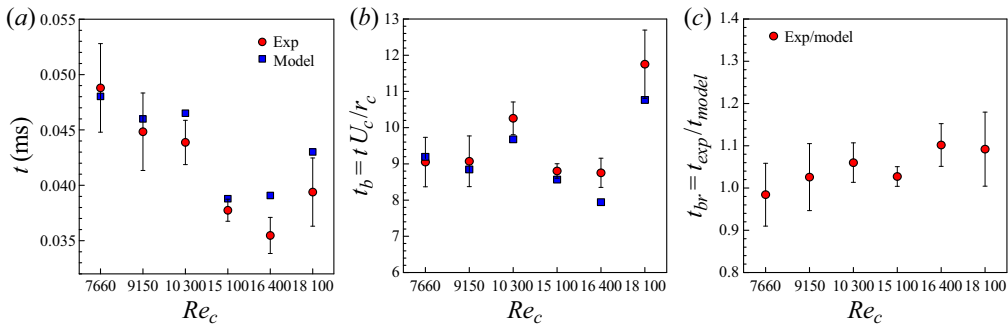 (a)
0.055
0.050
0.045
0.040
0.035
t (ms)
Exp
Model
7660 9150 10 300 15 100 16 400 18 100
Re_c
(b)
13
12
11
10
9
8
7
6
t_b = t U_c/r_c
7660 9150 10 300 15 100 16 400 18 100
Re_c
(c)
1.4
1.3
1.2
1.1
1.0
0.9
0.8
t_br = t_exp/t_model
Exp/model
7660 9150 10 300 15 100 16 400 18 100
Re_c